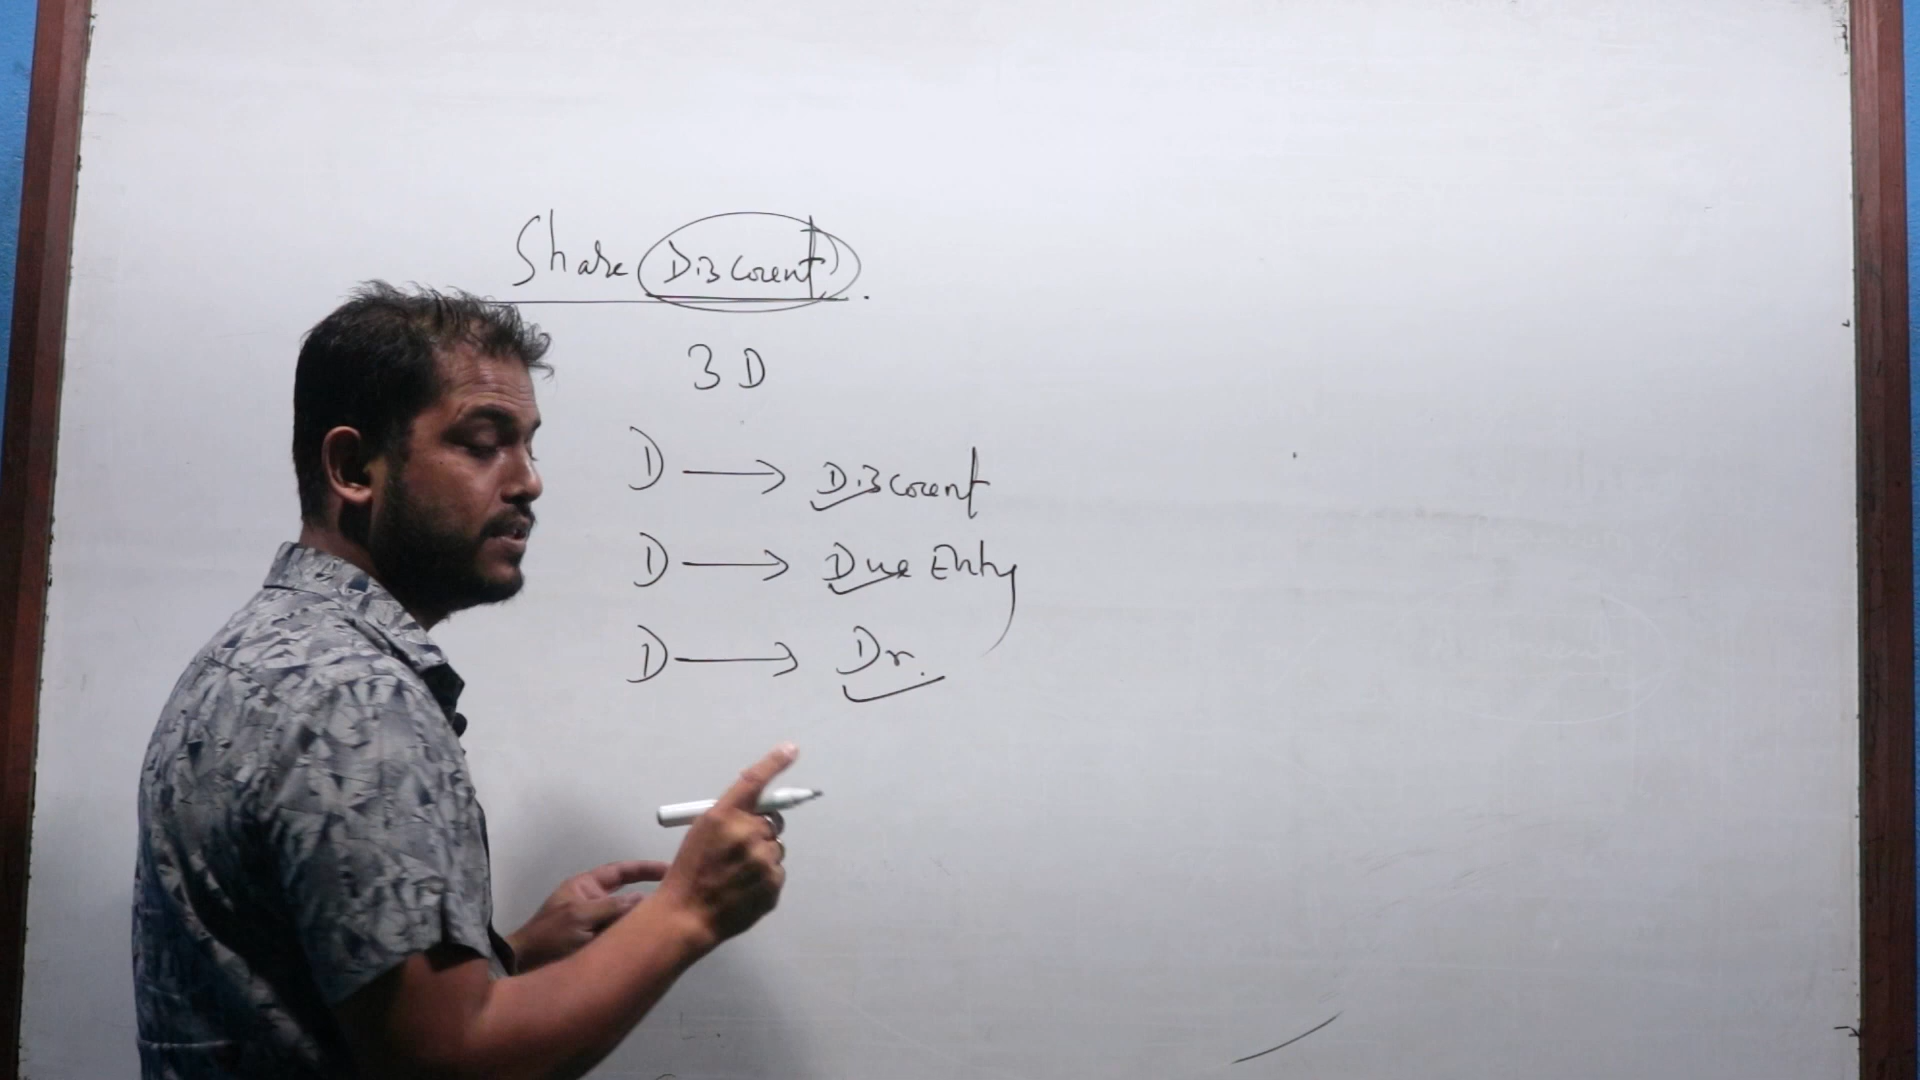 Share Discount.
3 D
D → Discount
D → Due Entry
D → Dr.